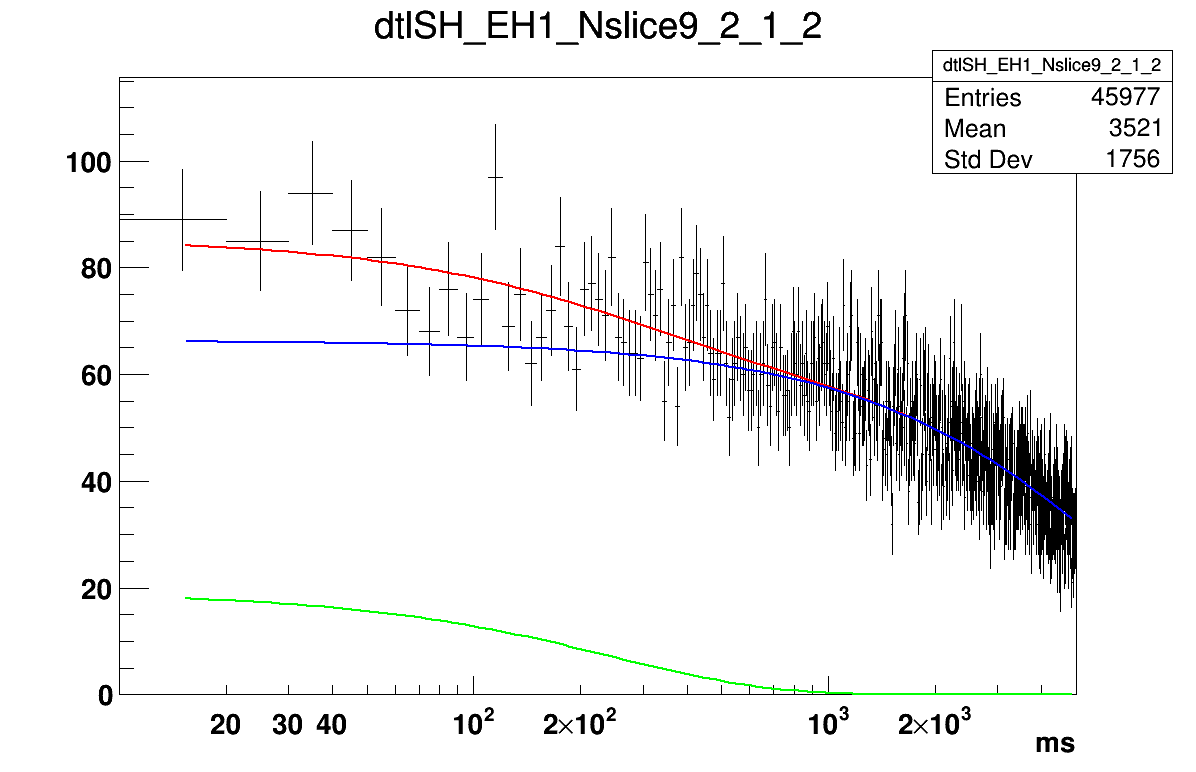 dtlSH_EH1_Nslice9_2_1_2
dtlSH_EH1_Nslice9_2_1_2
Entries 45977
Mean 3521
Std Dev 1756
100
80
60
40
20
0
20 30 40 10² 2×10² 10³ 2×10³
ms